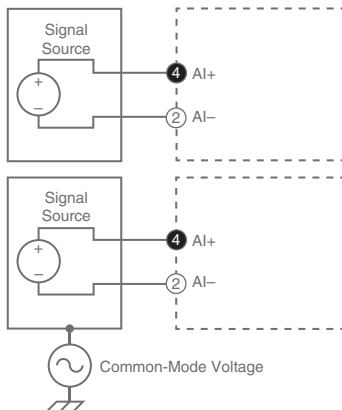 Signal
Source
+
–
4 AI+
2 AI–
Signal
Source
+
–
4 AI+
2 AI–
Common-Mode Voltage